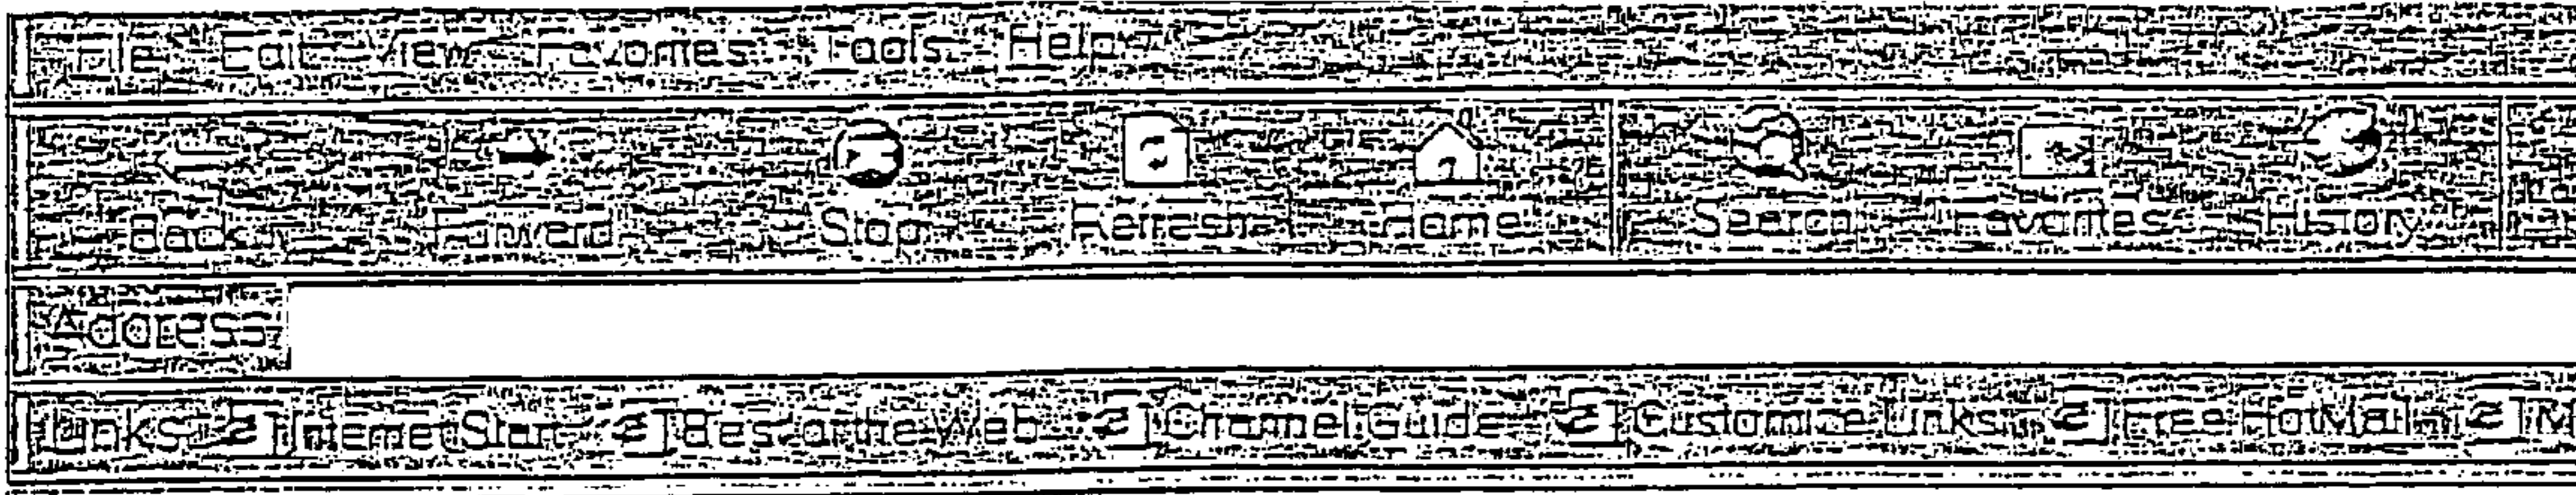 File Edit View Favorites Tools Help
Back Forward Stop Refresh Home Search Favorites History
Address
Links Internet Start Best of the Web Channel Guide Customize Links Free HotMail